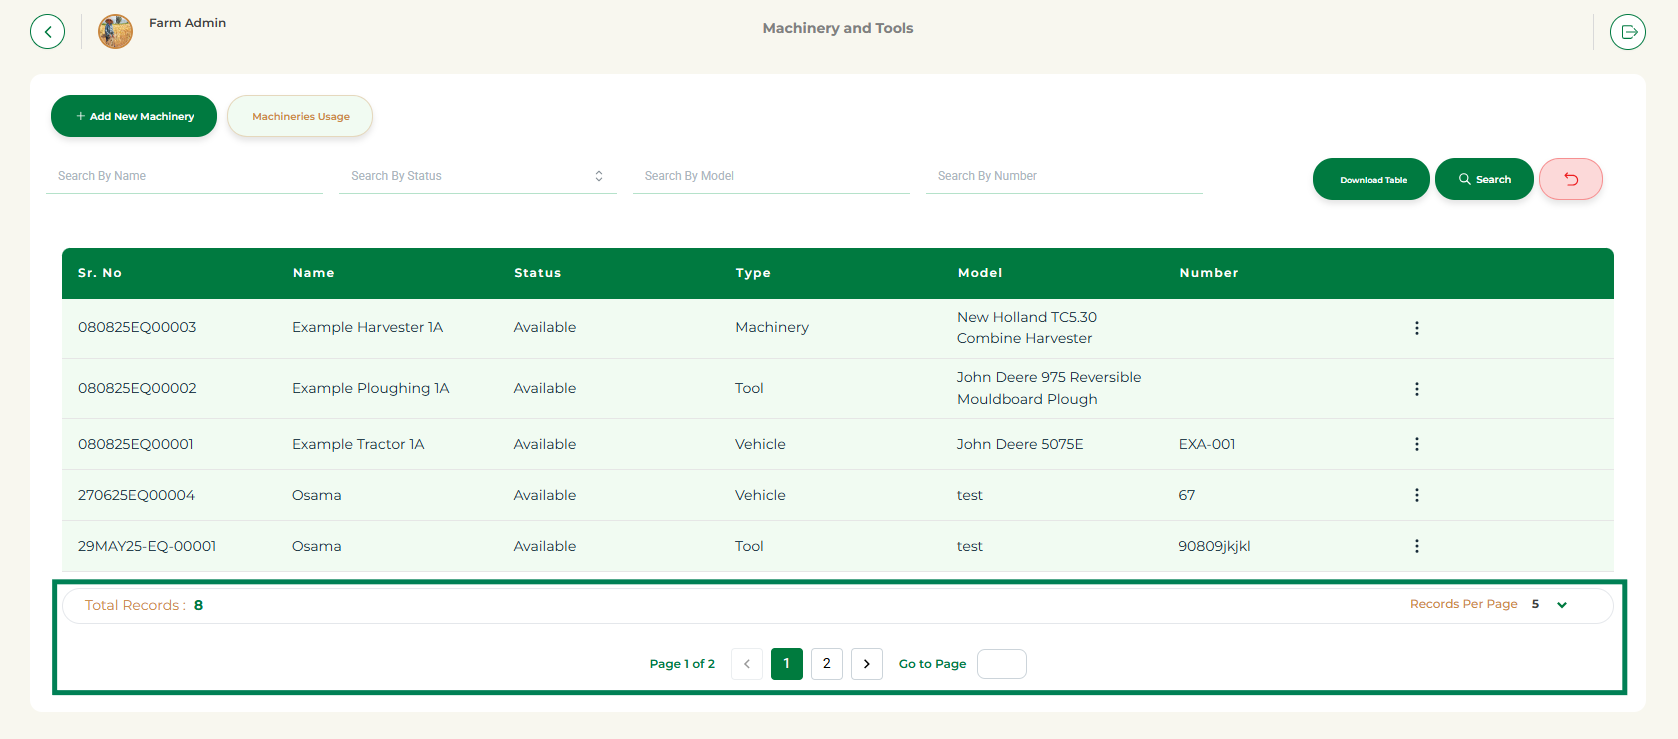 Farm Admin
Machinery and Tools
+ Add New Machinery
Machineries Usage
Search By Name
Search By Status
Search By Model
Search By Number
Download Table
Search
Sr. No Name Status Type Model Number
080825EQ00003 Example Harvester 1A Available Machinery New Holland TC5.30
Combine Harvester
080825EQ00002 Example Ploughing 1A Available Tool John Deere 975 Reversible
Mouldboard Plough
080825EQ00001 Example Tractor 1A Available Vehicle John Deere 5075E EXA-001
270625EQ00004 Osama Available Vehicle test 67
29MAY25-EQ-00001 Osama Available Tool test 90809jkjkl
Total Records : 8
Records Per Page 5
Page 1 of 2 < 1 2 > Go to Page